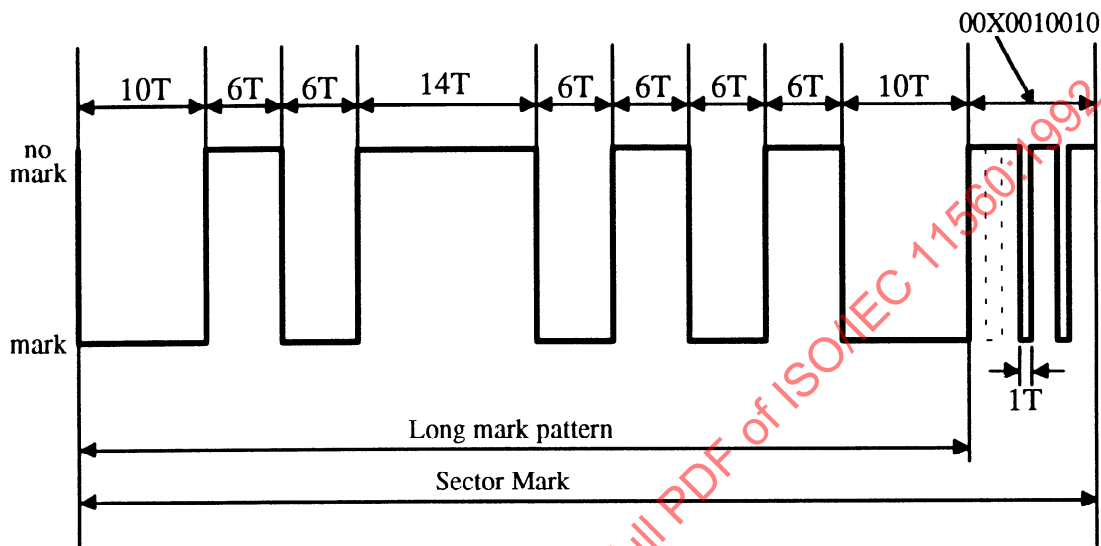 00X0010010
10T 6T 6T 14T 6T 6T 6T 6T 10T
no
mark
mark
1T
Long mark pattern
Sector Mark
ull PDF of ISO/IEC 11560:1992